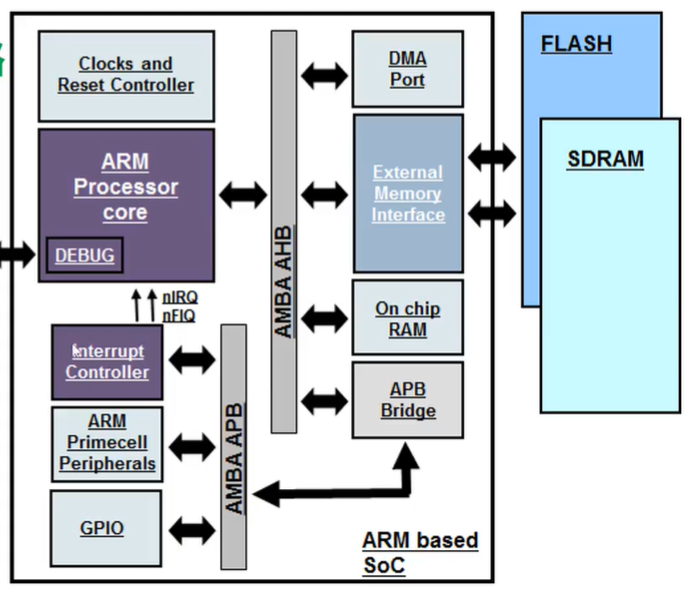 Clocks and
Reset Controller
ARM
Processor
core
DEBUG
nIRQ
nFIQ
Interrupt
Controller
ARM
Primecell
Peripherals
GPIO
AMBA APB
AMBA AHB
DMA
Port
External
Memory
Interface
On chip
RAM
APB
Bridge
ARM based
SoC
FLASH
SDRAM